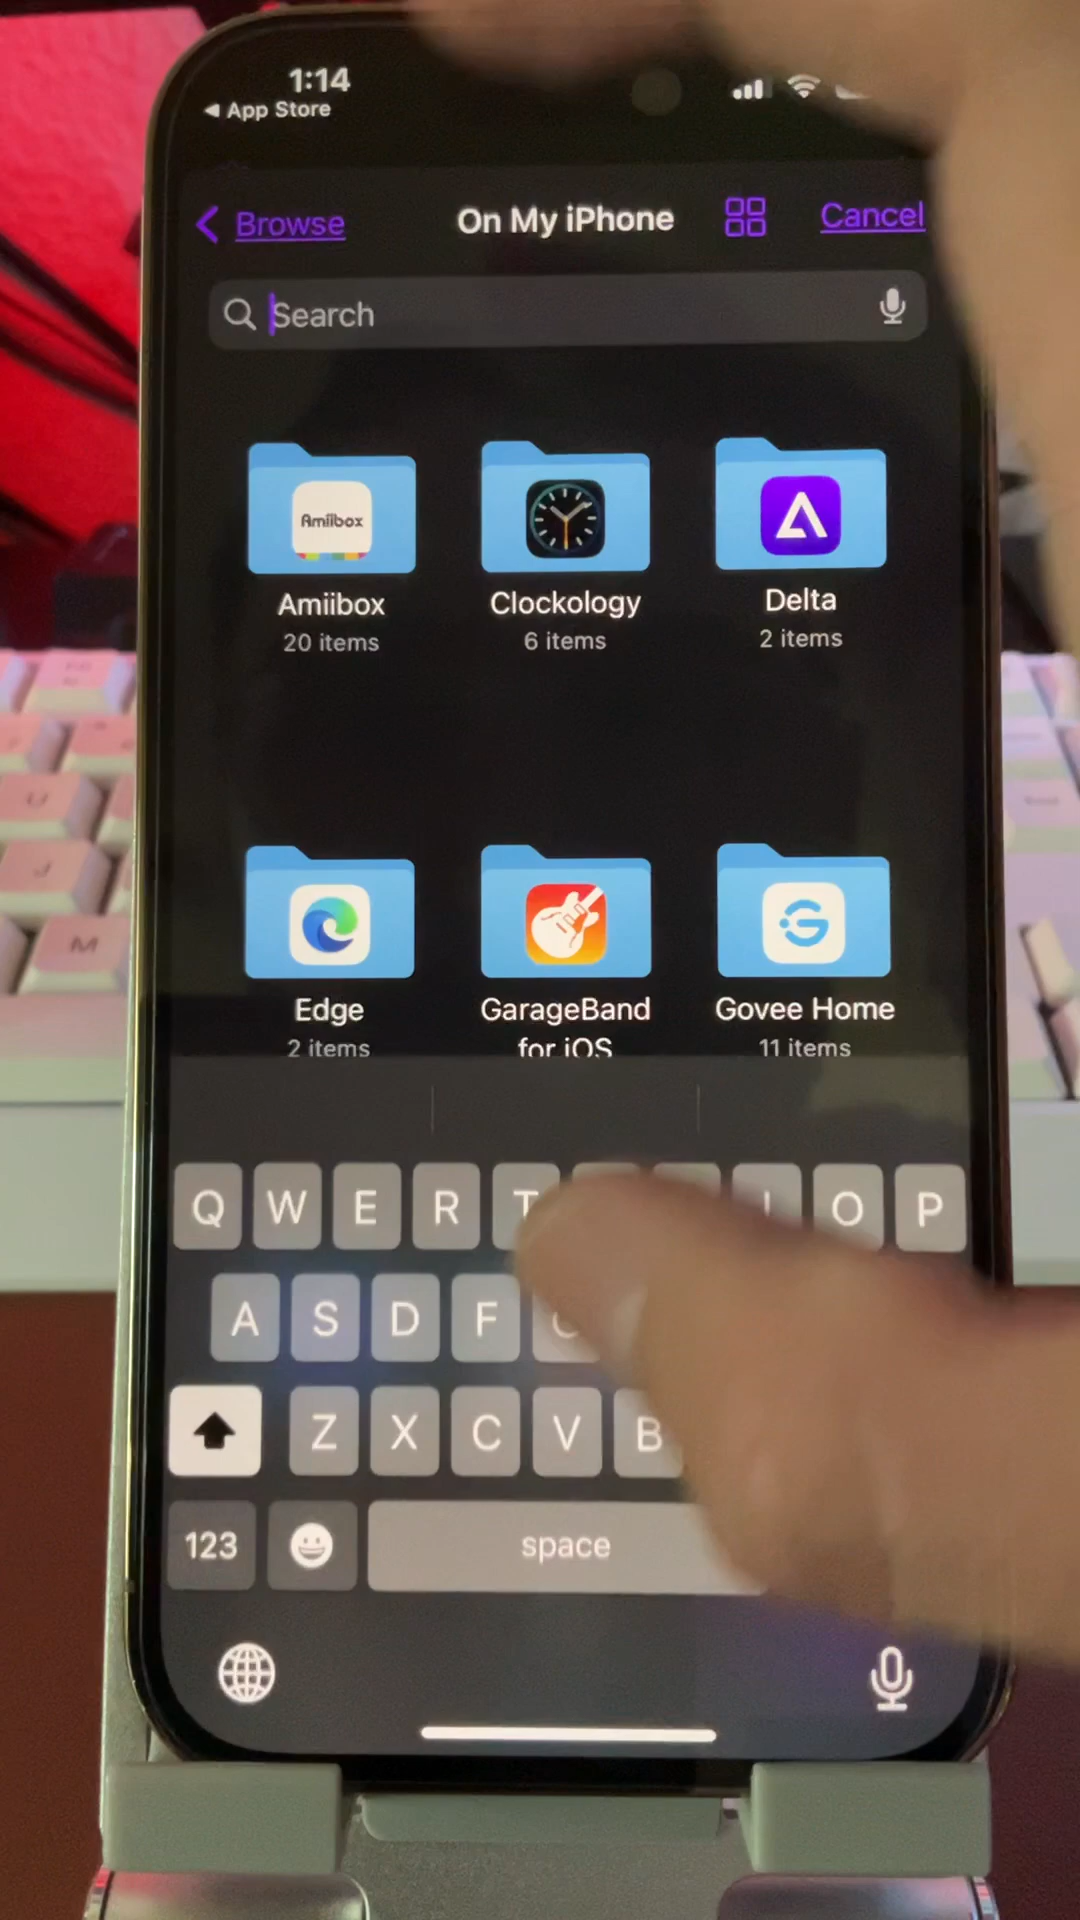 1:14
◀ App Store
Browse
On My iPhone
Cancel
Search
Amiibox
Amiibox
20 items
Clockology
6 items
Delta
2 items
Edge
2 items
GarageBand
for iOS
Govee Home
11 items
Q W E R T I O P
A S D F G
Z X C V B
123
space
J
M